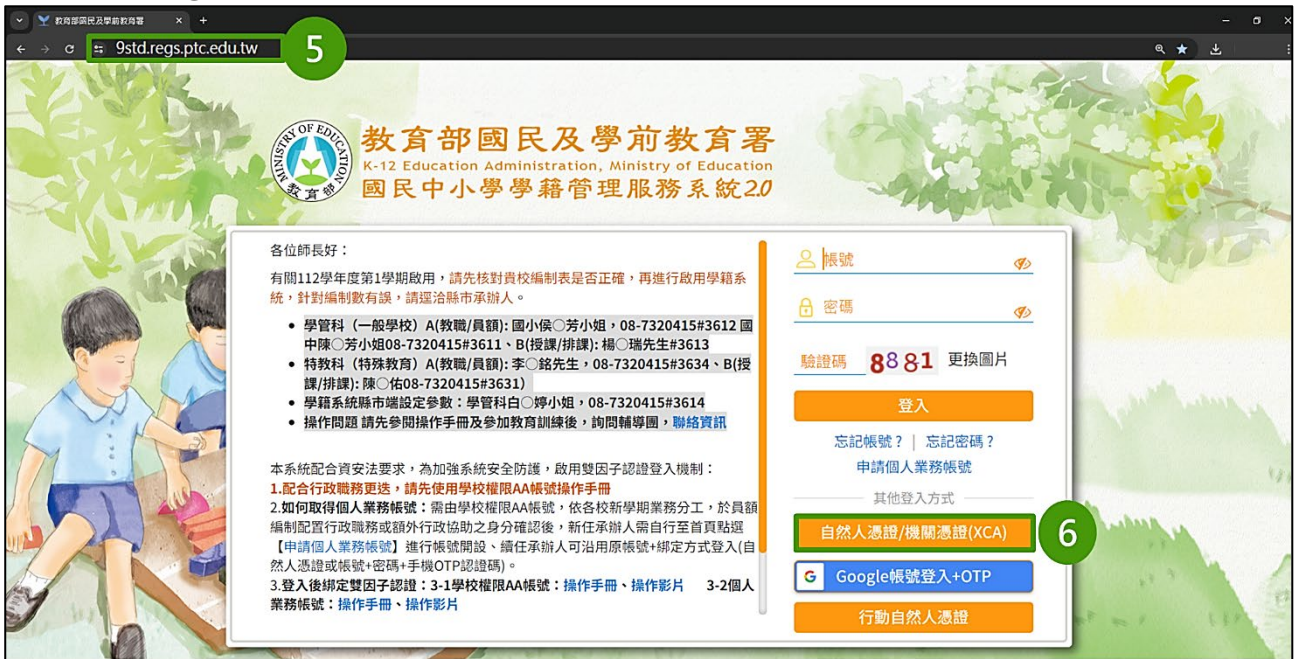 教育部國民及學前教育署
9std.regs.ptc.edu.tw
5
MINISTRY OF EDUCATION
教育部
教育部國民及學前教育署
K-12 Education Administration, Ministry of Education
國民中小學學籍管理服務系統2.0
各位師長好：
有關112學年度第1學期啟用，請先核對貴校編制表是否正確，再進行啟用學籍系
統，針對編制數有誤，請逕洽縣市承辦人。
學管科（一般學校）A(教職/員額): 國小侯○芳小姐，08-7320415#3612 國
中陳○芳小姐08-7320415#3611、B(授課/排課): 楊○瑞先生#3613
特教科（特殊教育）A(教職/員額): 李○銘先生，08-7320415#3634、B(授
課/排課): 陳○佑08-7320415#3631）
學籍系統縣市端設定參數：學管科白○婷小姐，08-7320415#3614
操作問題 請先參閱操作手冊及參加教育訓練後，詢問輔導團，聯絡資訊
本系統配合資安法要求，為加強系統安全防護，啟用雙因子認證登入機制：
1.配合行政職務更迭，請先使用學校權限AA帳號操作手冊
2.如何取得個人業務帳號：需由學校權限AA帳號，依各校新學期業務分工，於員額
編制配置行政職務或額外行政協助之身分確認後，新任承辦人需自行至首頁點選
【申請個人業務帳號】進行帳號開設、續任承辦人可沿用原帳號+綁定方式登入(自
然人憑證或帳號+密碼+手機OTP認證碼)。
3.登入後綁定雙因子認證：3-1學校權限AA帳號：操作手冊、操作影片 3-2個人
業務帳號：操作手冊、操作影片
帳號
密碼
驗證碼 8881 更換圖片
登入
忘記帳號？ | 忘記密碼？
申請個人業務帳號
其他登入方式
自然人憑證/機關憑證(XCA)
6
G Google帳號登入+OTP
行動自然人憑證